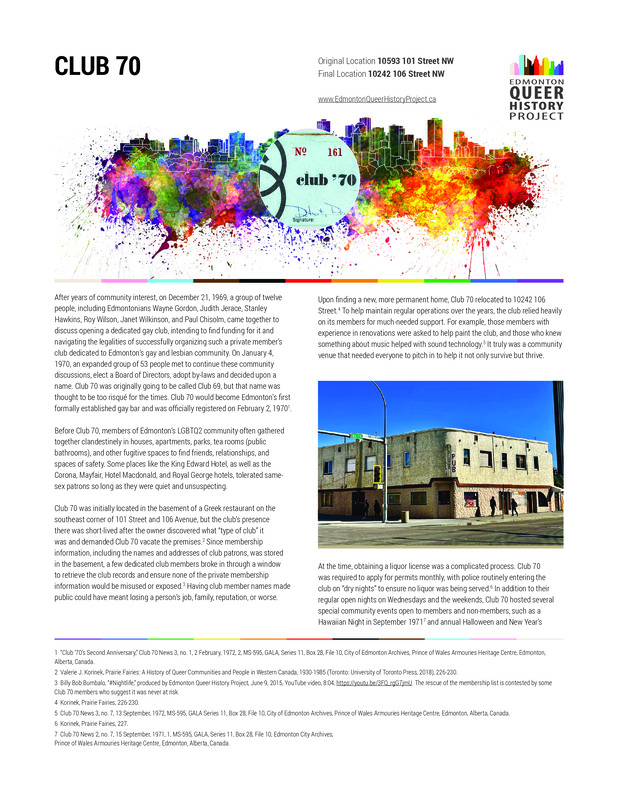 CLUB 70
Original Location 10593 101 Street NW
Final Location 10242 106 Street NW
www.EdmontonQueerHistoryProject.ca
EDMONTON
QUEER
HISTORY
PROJECT
Nº 161
club '70
Signature:
After years of community interest, on December 21, 1969, a group of twelve
people, including Edmontonians Wayne Gordon, Judith Jerace, Stanley
Hawkins, Roy Wilson, Janet Wilkinson, and Paul Chisolm, came together to
discuss opening a dedicated gay club, intending to find funding for it and
navigating the legalities of successfully organizing such a private member's
club dedicated to Edmonton's gay and lesbian community. On January 4,
1970, an expanded group of 53 people met to continue these community
discussions, elect a Board of Directors, adopt by-laws and decided upon a
name. Club 70 was originally going to be called Club 69, but that name was
thought to be too risqué for the times. Club 70 would become Edmonton's first
formally established gay bar and was officially registered on February 2, 1970¹.
Before Club 70, members of Edmonton's LGBTQ2 community often gathered
together clandestinely in houses, apartments, parks, tea rooms (public
bathrooms), and other fugitive spaces to find friends, relationships, and
spaces of safety. Some places like the King Edward Hotel, as well as the
Corona, Mayfair, Hotel Macdonald, and Royal George hotels, tolerated same-
sex patrons so long as they were quiet and unsuspecting.
Club 70 was initially located in the basement of a Greek restaurant on the
southeast corner of 101 Street and 106 Avenue, but the club's presence
there was short-lived after the owner discovered what "type of club" it
was and demanded Club 70 vacate the premises.² Since membership
information, including the names and addresses of club patrons, was stored
in the basement, a few dedicated club members broke in through a window
to retrieve the club records and ensure none of the private membership
information would be misused or exposed.³ Having club member names made
public could have meant losing a person's job, family, reputation, or worse.
Upon finding a new, more permanent home, Club 70 relocated to 10242 106
Street.⁴ To help maintain regular operations over the years, the club relied heavily
on its members for much-needed support. For example, those members with
experience in renovations were asked to help paint the club, and those who knew
something about music helped with sound technology.⁵ It truly was a community
venue that needed everyone to pitch in to help it not only survive but thrive.
PUB
At the time, obtaining a liquor license was a complicated process. Club 70
was required to apply for permits monthly, with police routinely entering the
club on "dry nights" to ensure no liquor was being served.⁶ In addition to their
regular open nights on Wednesdays and the weekends, Club 70 hosted several
special community events open to members and non-members, such as a
Hawaiian Night in September 1971⁷ and annual Halloween and New Year's
1 "Club '70's Second Anniversary," Club 70 News 3, no. 1, 2 February, 1972, 2, MS-595, GALA, Series 11, Box 28, File 10, City of Edmonton Archives, Prince of Wales Armouries Heritage Centre, Edmonton,
Alberta, Canada.
2 Valerie J. Korinek, Prairie Fairies: A History of Queer Communities and People in Western Canada, 1930-1985 (Toronto: University of Toronto Press, 2018), 226-230.
3 Billy Bob Bumbalo, "#Nightlife," produced by Edmonton Queer History Project, June 9, 2015, YouTube video, 8:04, https://youtu.be/3FQ_rgG7jmU. The rescue of the membership list is contested by some
Club 70 members who suggest it was never at risk.
4 Korinek, Prairie Fairies, 226-230.
5 Club 70 News 3, no. 7, 13 September, 1972, MS-595, GALA Series 11, Box 28, File 10, City of Edmonton Archives, Prince of Wales Armouries Heritage Centre, Edmonton, Alberta, Canada.
6 Korinek, Prairie Fairies, 227.
7 Club 70 News 2, no. 7, 15 September, 1971, 1, MS-595, GALA, Series 11, Box 28, File 10, Edmonton City Archives,
Prince of Wales Armouries Heritage Centre, Edmonton, Alberta, Canada.